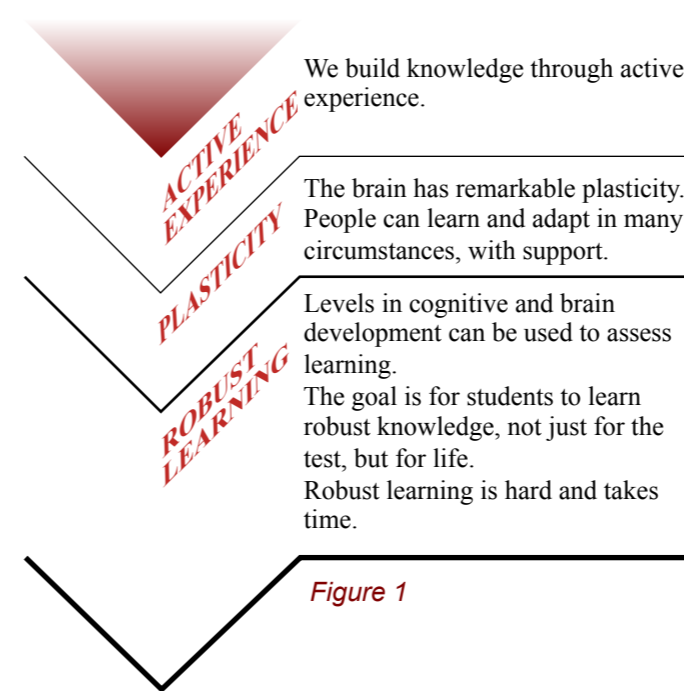 We build knowledge through active
experience.
ACTIVE
EXPERIENCE
The brain has remarkable plasticity.
People can learn and adapt in many
circumstances, with support.
PLASTICITY
Levels in cognitive and brain
development can be used to assess
learning.
The goal is for students to learn
robust knowledge, not just for the
test, but for life.
Robust learning is hard and takes
time.
ROBUST
LEARNING
Figure 1